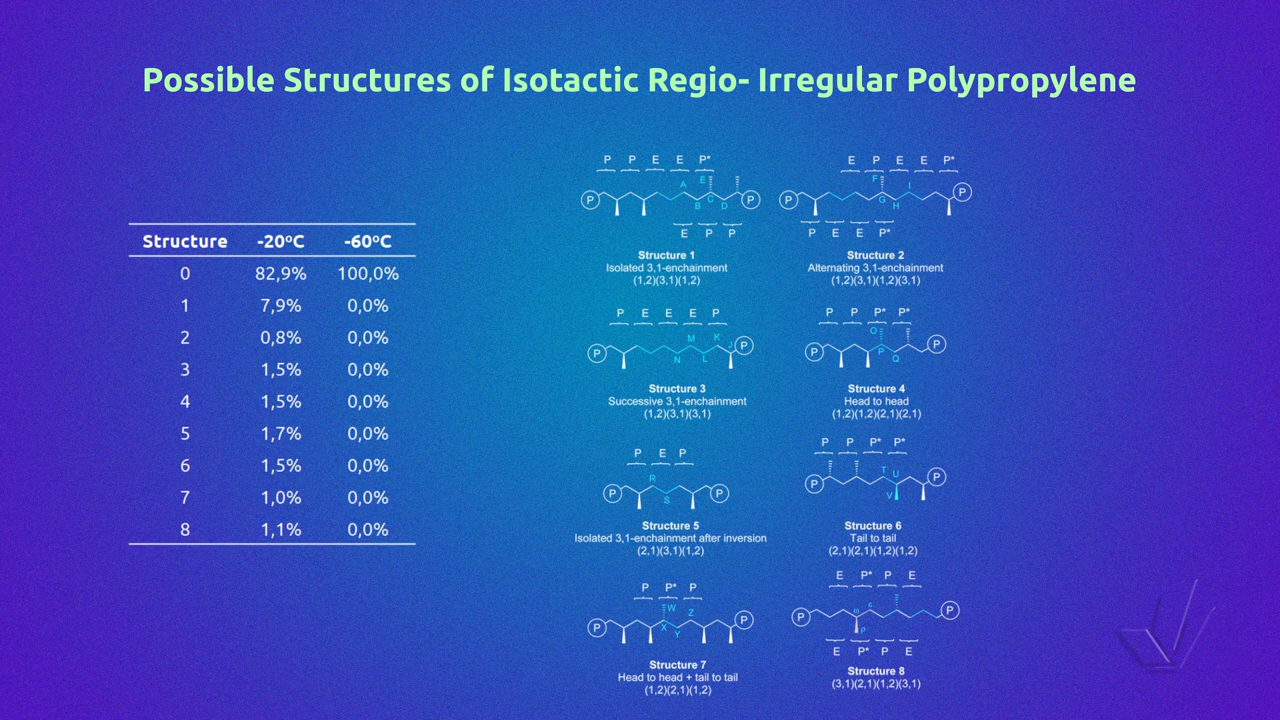 Possible Structures of Isotactic Regio- Irregular Polypropylene
Structure -20ºC -60ºC
0 82,9% 100,0%
1 7,9% 0,0%
2 0,8% 0,0%
3 1,5% 0,0%
4 1,5% 0,0%
5 1,7% 0,0%
6 1,5% 0,0%
7 1,0% 0,0%
8 1,1% 0,0%
P P E E P*
A E
P B C D P
E P P
Structure 1
Isolated 3,1-enchainment
(1,2)(3,1)(1,2)
E P E E P*
F I
P G H P
P E E P*
Structure 2
Alternating 3,1-enchainment
(1,2)(3,1)(1,2)(3,1)
P E E E P
M K J
P N L P
Structure 3
Successive 3,1-enchainment
(1,2)(3,1)(3,1)
P P P* P*
O
P P Q P
Structure 4
Head to head
(1,2)(1,2)(2,1)(2,1)
P E P
R
P S P
Structure 5
Isolated 3,1-enchainment after inversion
(2,1)(3,1)(1,2)
P P P* P*
T U
P V P
Structure 6
Tail to tail
(2,1)(2,1)(1,2)(1,2)
P P* P
W Z
P X Y P
Structure 7
Head to head + tail to tail
(1,2)(2,1)(1,2)
E P* P E
P P
E P* P E
Structure 8
(3,1)(2,1)(1,2)(3,1)